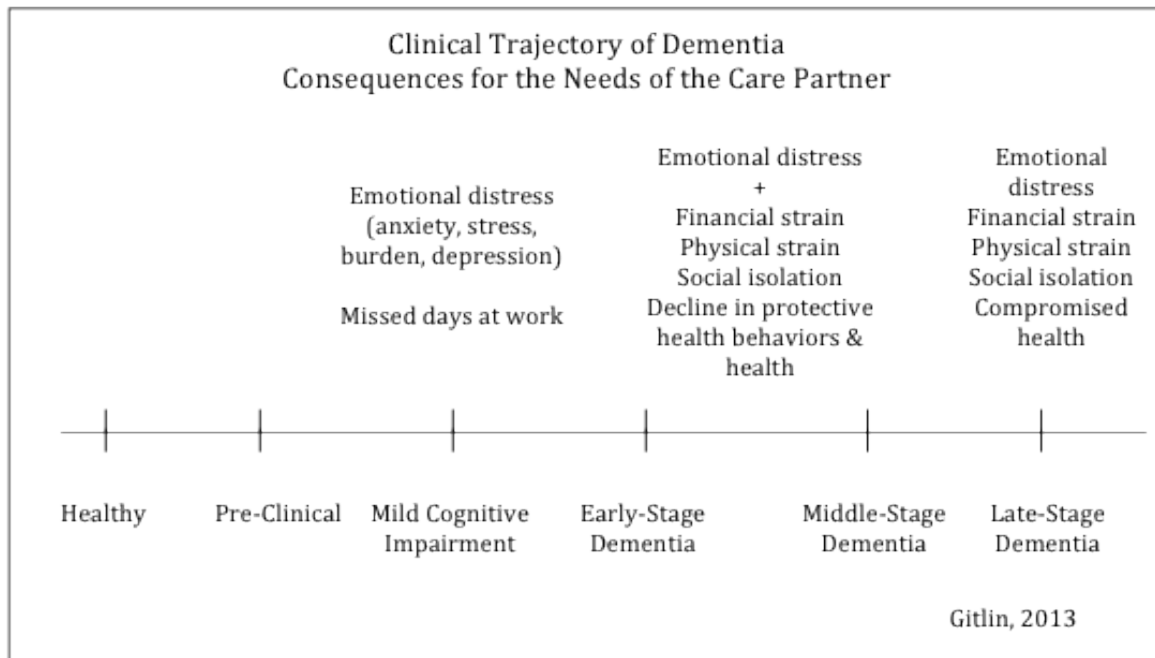 Clinical Trajectory of Dementia
Consequences for the Needs of the Care Partner
Emotional distress
(anxiety, stress,
burden, depression)
Missed days at work
Emotional distress
+
Financial strain
Physical strain
Social isolation
Decline in protective
health behaviors &
health
Emotional
distress
Financial strain
Physical strain
Social isolation
Compromised
health
Healthy
Pre-Clinical
Mild Cognitive
Impairment
Early-Stage
Dementia
Middle-Stage
Dementia
Late-Stage
Dementia
Gitlin, 2013